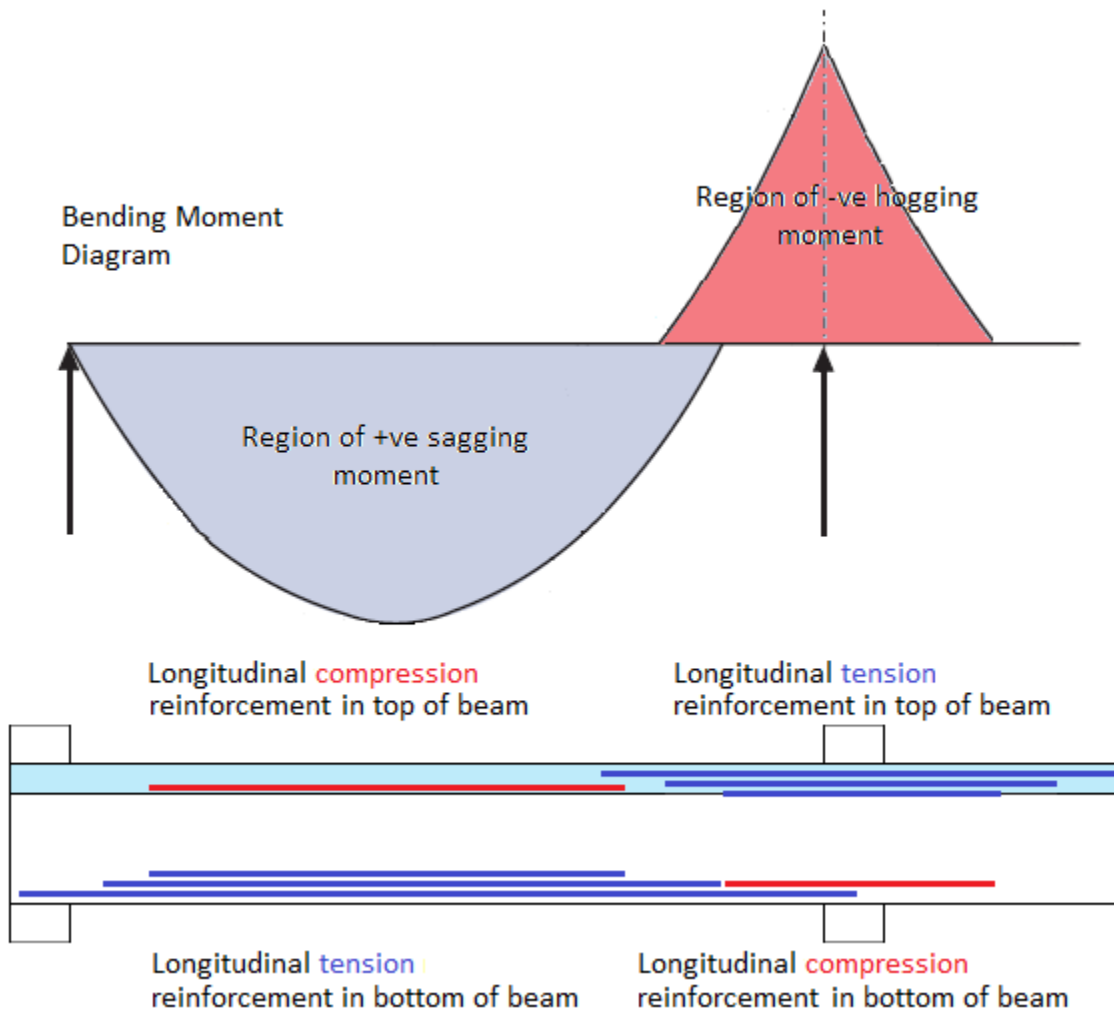 Bending Moment
Diagram
Region of -ve hogging
moment
Region of +ve sagging
moment
Longitudinal compression
reinforcement in top of beam
Longitudinal tension
reinforcement in top of beam
Longitudinal tension
reinforcement in bottom of beam
Longitudinal compression
reinforcement in bottom of beam